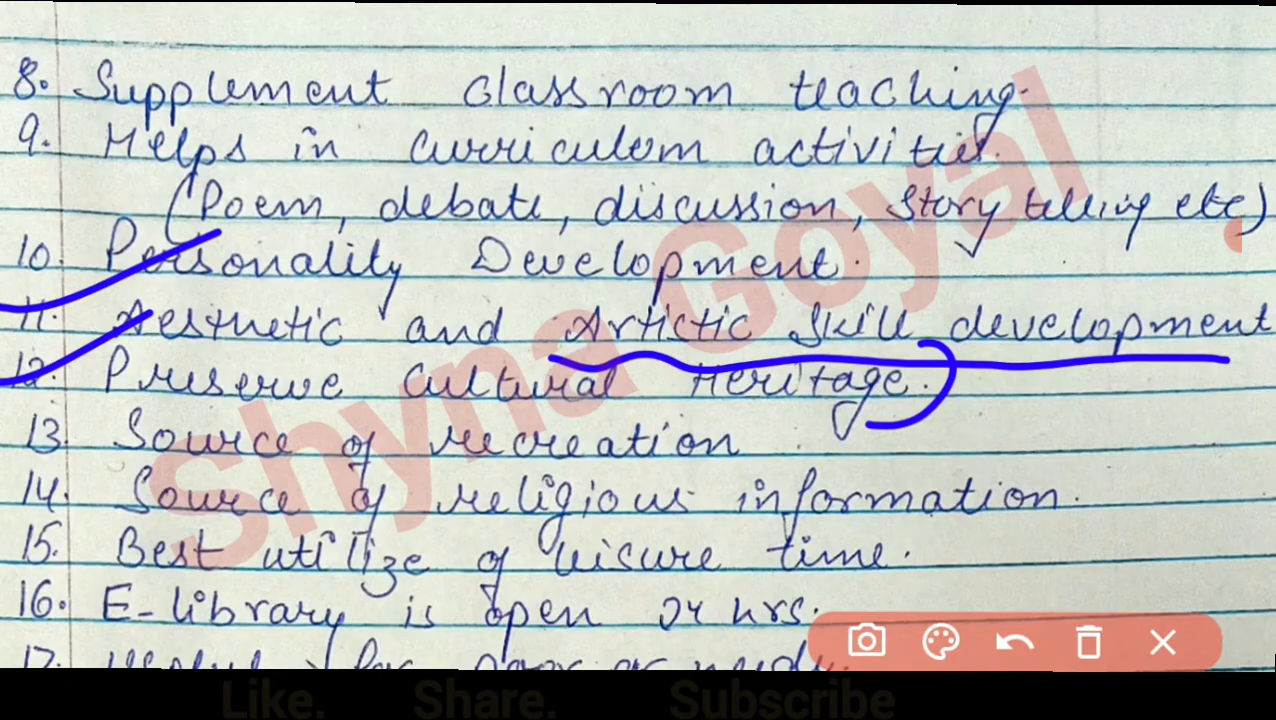 8. Supplement classroom teaching.
9. Helps in curriculum activities.
(Poem, debate, discussion, story telling etc)
10. Personality Development.
11. Aesthetic and Artictic skill development
12. Preserve cultural Heritage.
13 Source of recreation
14. Source of religious information.
15. Best utilize of leisure time.
16. E-library is open 24 hrs.
17.
Shyna Goyal
Like. Share. Subscribe